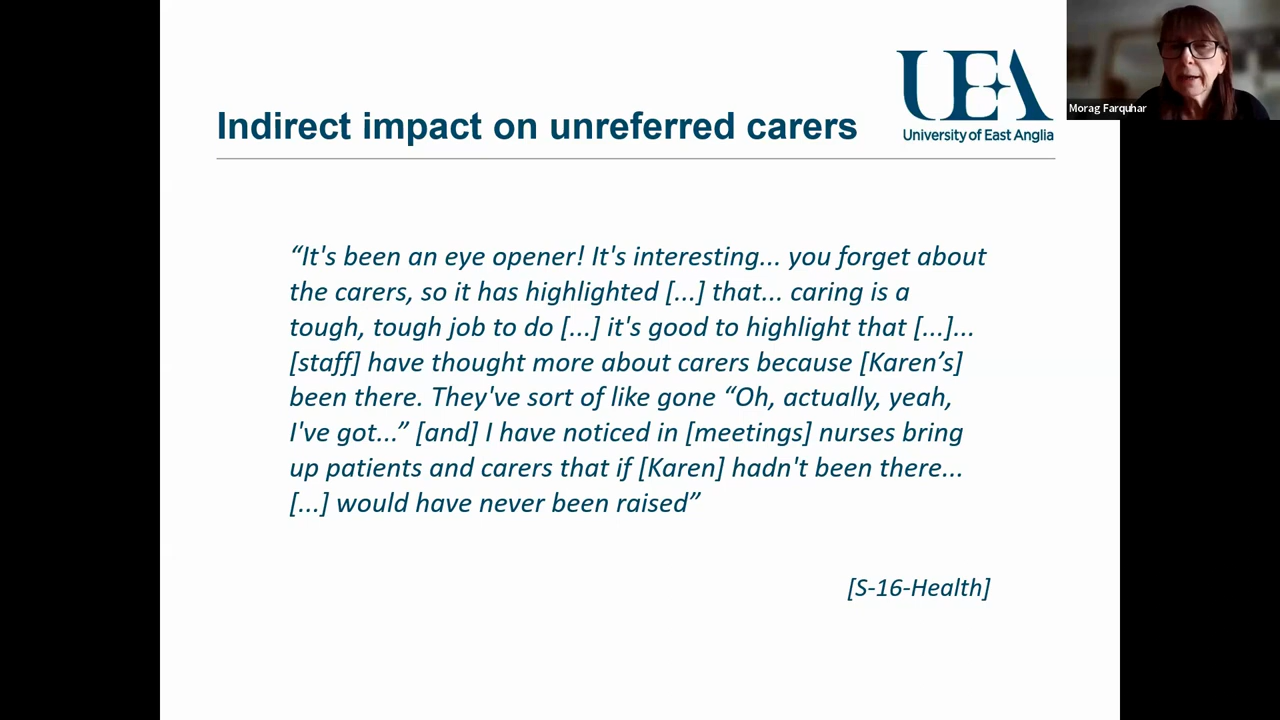 Indirect impact on unreferred carers
UEA
University of East Anglia
Morag Farquhar
“It's been an eye opener! It's interesting... you forget about
the carers, so it has highlighted [...] that... caring is a
tough, tough job to do [...] it's good to highlight that [...]...
[staff] have thought more about carers because [Karen’s]
been there. They've sort of like gone “Oh, actually, yeah,
I've got...” [and] I have noticed in [meetings] nurses bring
up patients and carers that if [Karen] hadn't been there...
[...] would have never been raised”
[S-16-Health]